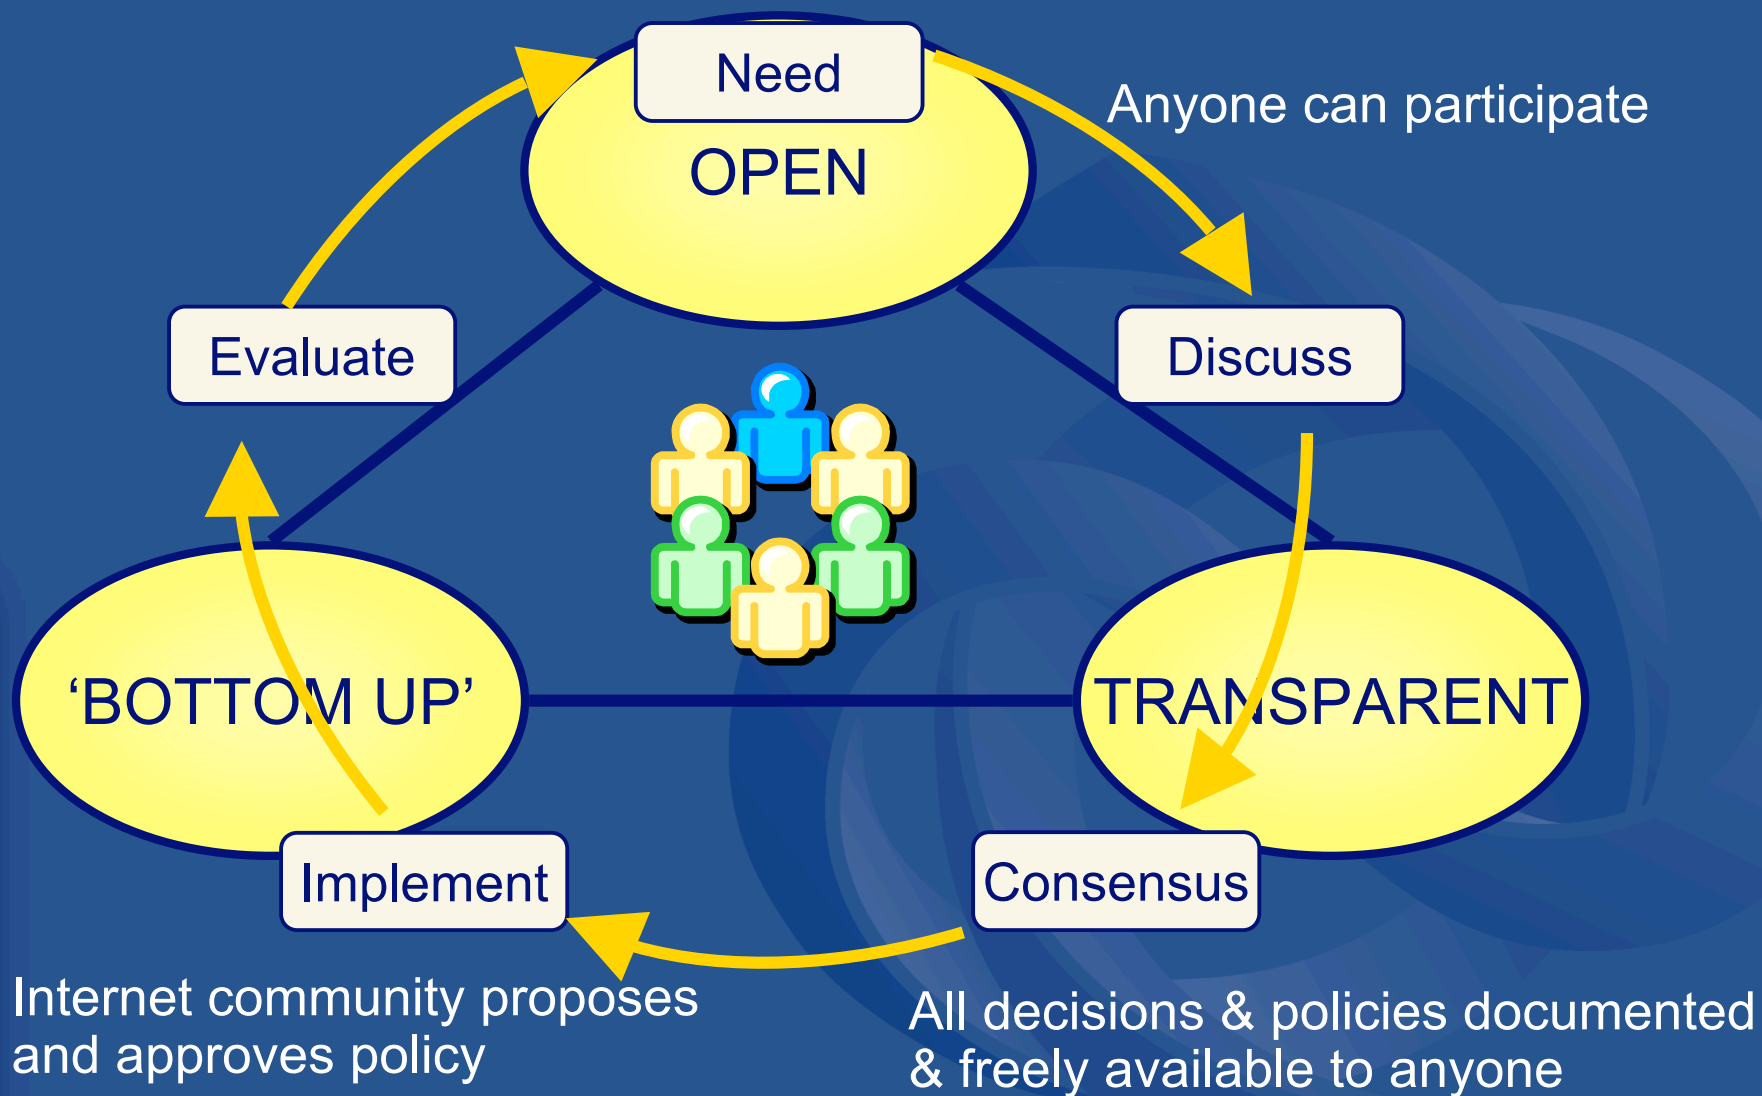 Need
Anyone can participate
OPEN
Evaluate
Discuss
‘BOTTOM UP’
TRANSPARENT
Implement
Consensus
Internet community proposes
and approves policy
All decisions & policies documented
& freely available to anyone